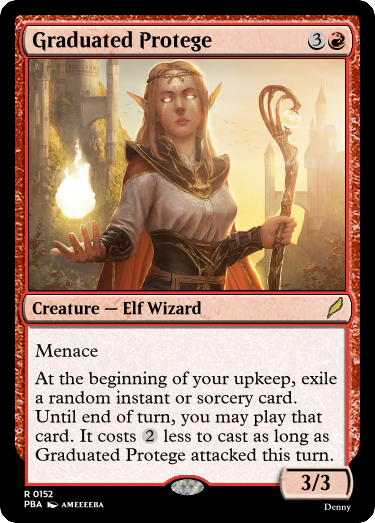 Graduated Protege 3
Creature — Elf Wizard
Menace
At the beginning of your upkeep, exile
a random instant or sorcery card.
Until end of turn, you may play that
card. It costs 2 less to cast as long as
Graduated Protege attacked this turn.
3/3
R 0152
PBA AMEEEEBA
Denny